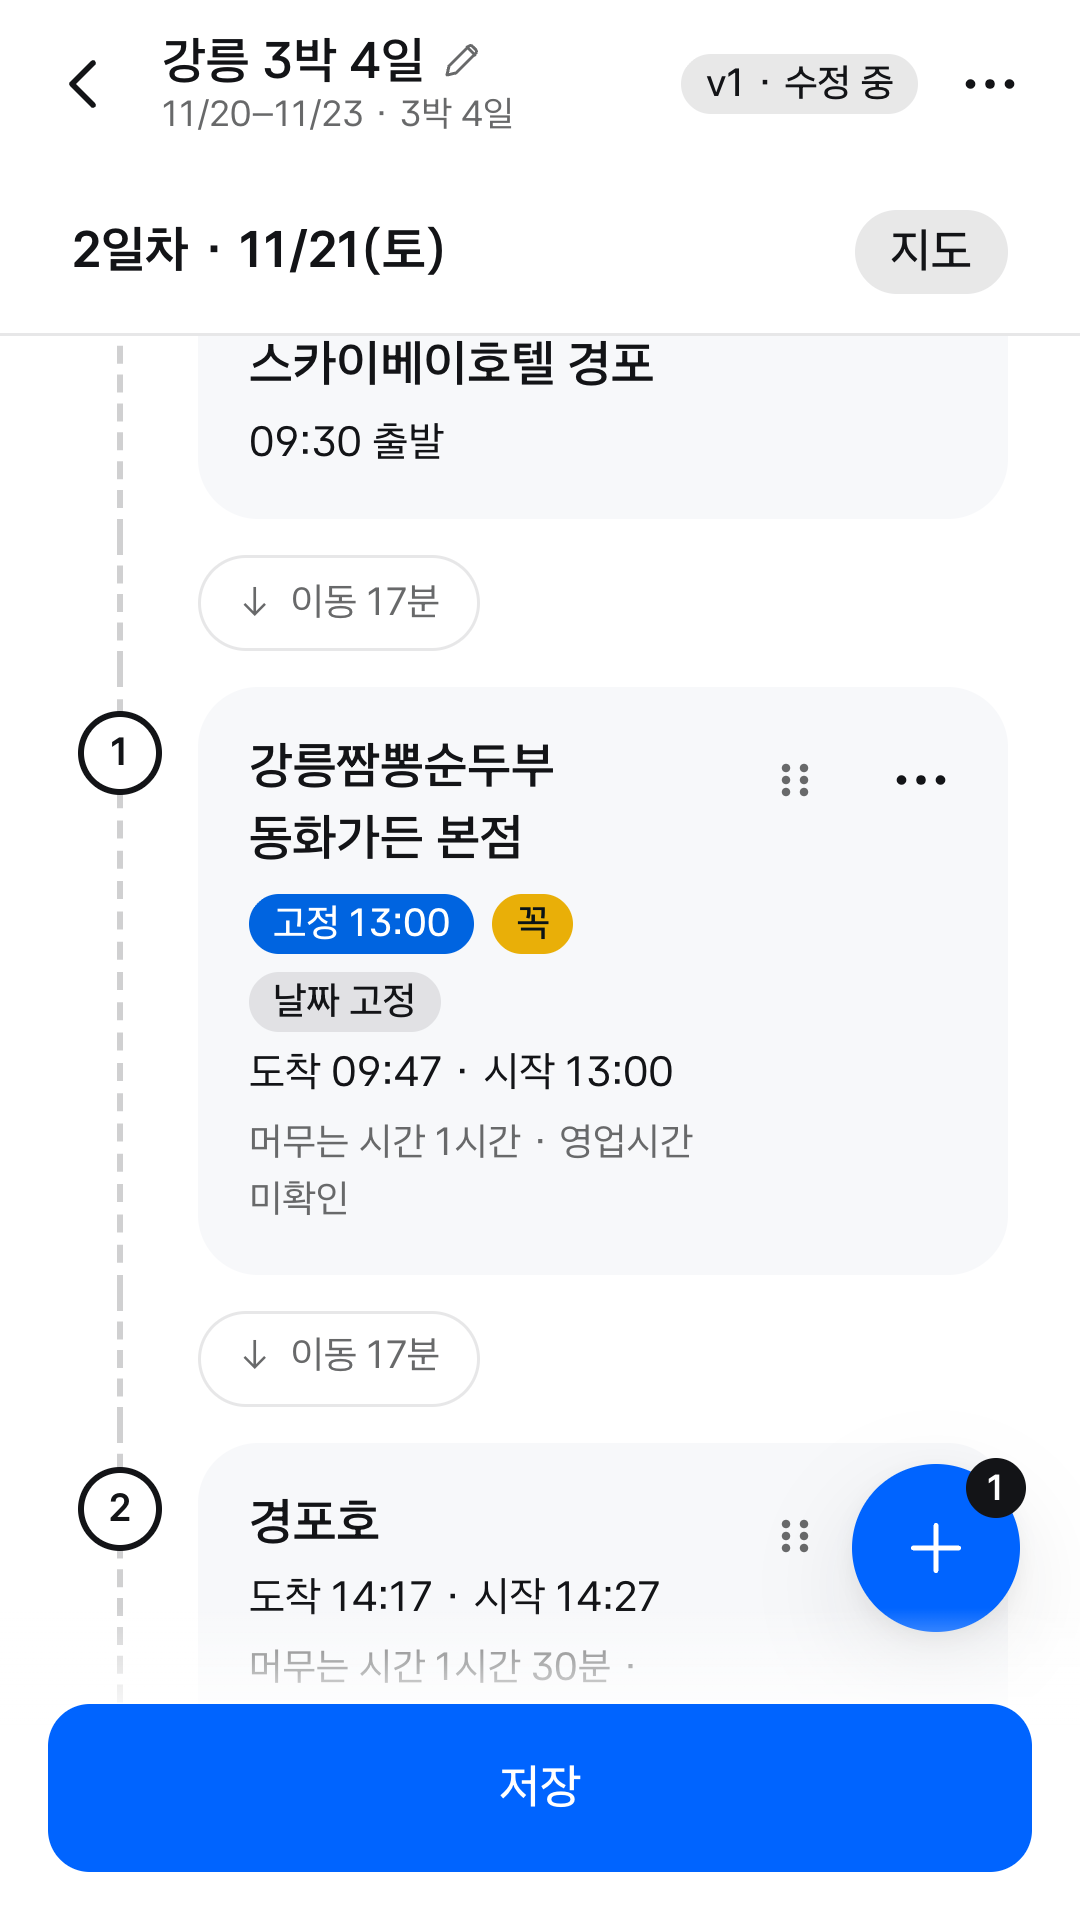 강릉 3박 4일
11/20–11/23 · 3박 4일
v1 · 수정 중
2일차 · 11/21(토)
지도
스카이베이호텔 경포
09:30 출발
↓ 이동 17분
1
강릉짬뽕순두부
동화가든 본점
고정 13:00
꼭
날짜 고정
도착 09:47 · 시작 13:00
머무는 시간 1시간 · 영업시간
미확인
↓ 이동 17분
2
경포호
1
도착 14:17 · 시작 14:27
머무는 시간 1시간 30분 ·
저장